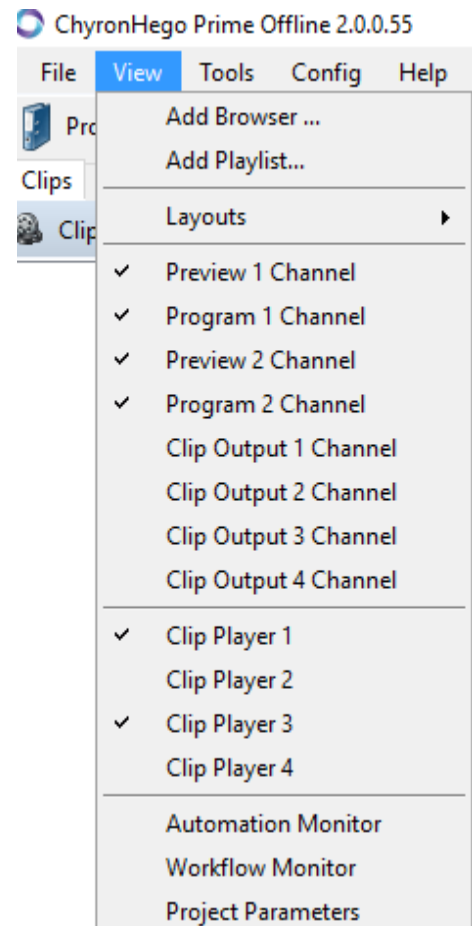 ChyronHego Prime Offline 2.0.0.55
File View Tools Config Help
Add Browser ...
Add Playlist...
Clips
Layouts
Preview 1 Channel
Program 1 Channel
Preview 2 Channel
Program 2 Channel
Clip Output 1 Channel
Clip Output 2 Channel
Clip Output 3 Channel
Clip Output 4 Channel
Clip Player 1
Clip Player 2
Clip Player 3
Clip Player 4
Automation Monitor
Workflow Monitor
Project Parameters